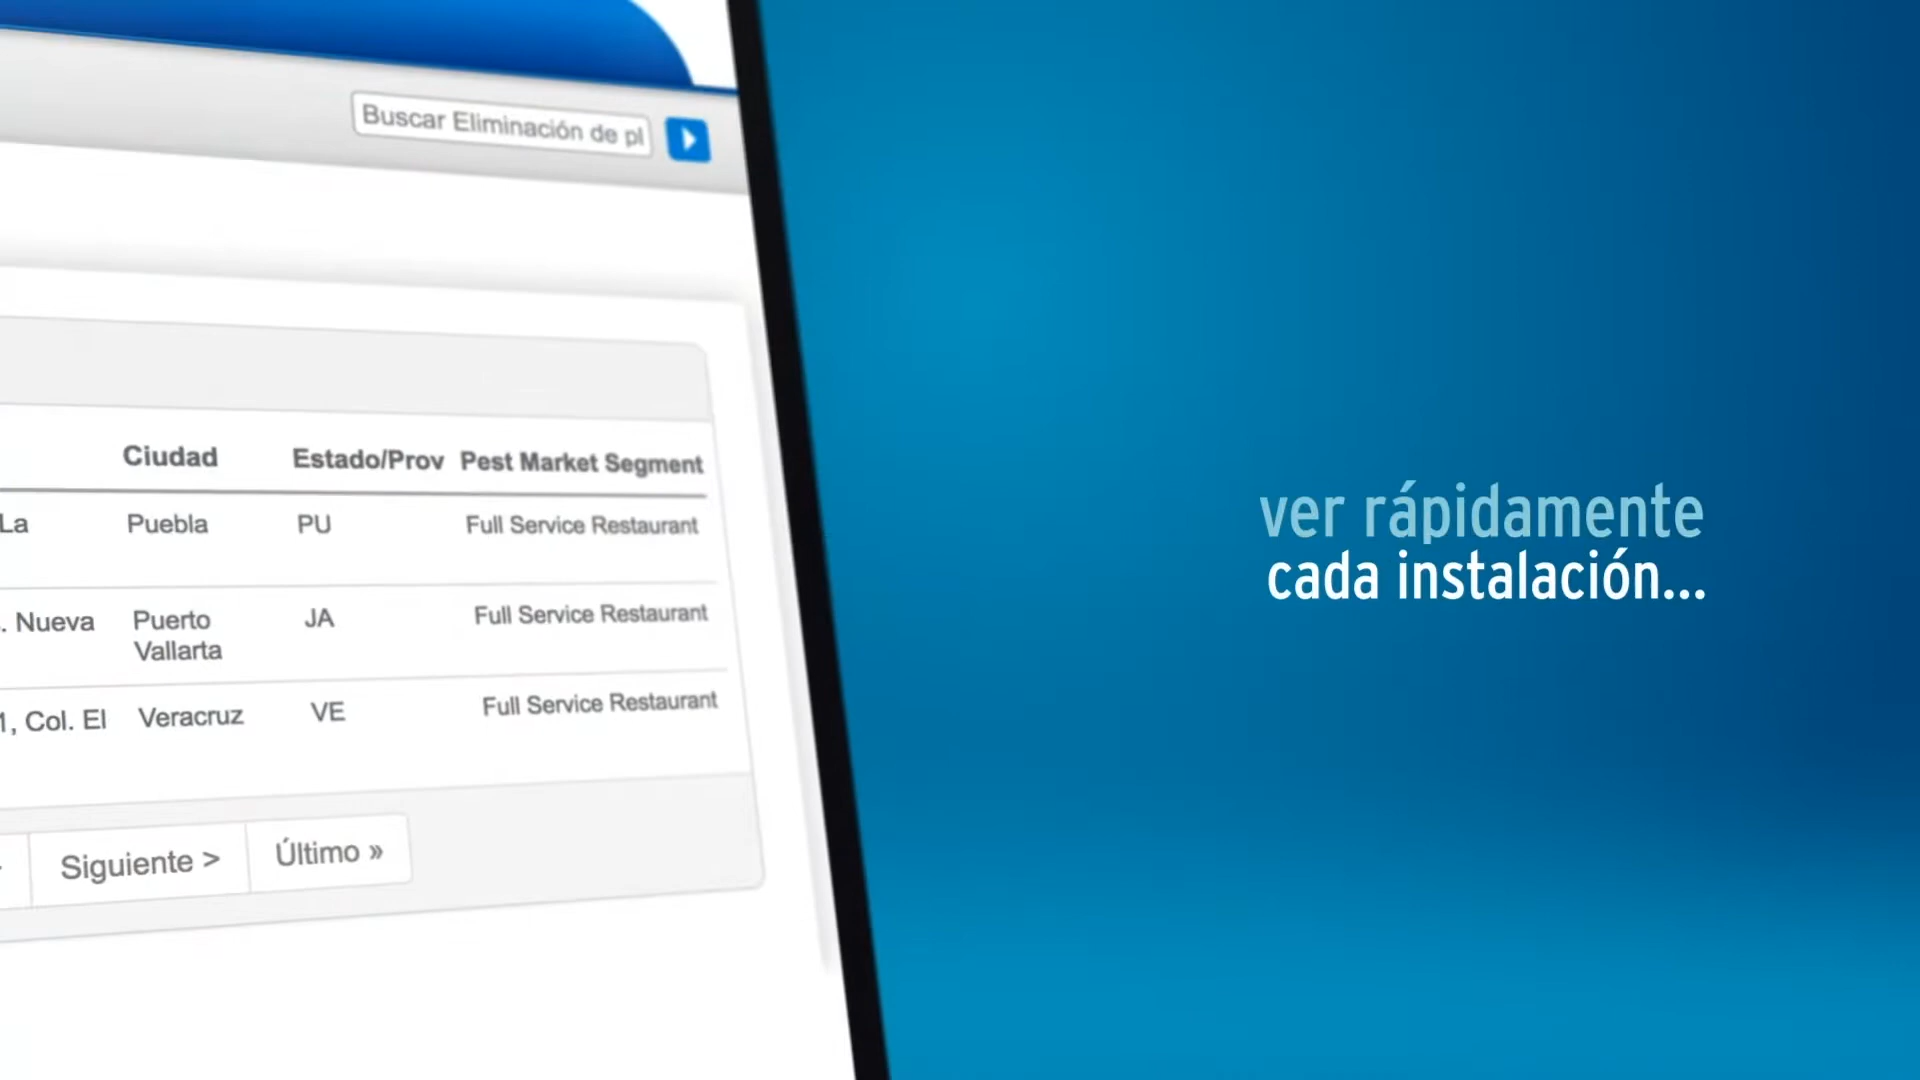 Buscar Eliminación de pl
Ciudad Estado/Prov Pest Market Segment
La Puebla PU Full Service Restaurant
. Nueva Puerto Vallarta JA Full Service Restaurant
1, Col. El Veracruz VE Full Service Restaurant
Siguiente > Último »
ver rápidamente
cada instalación...